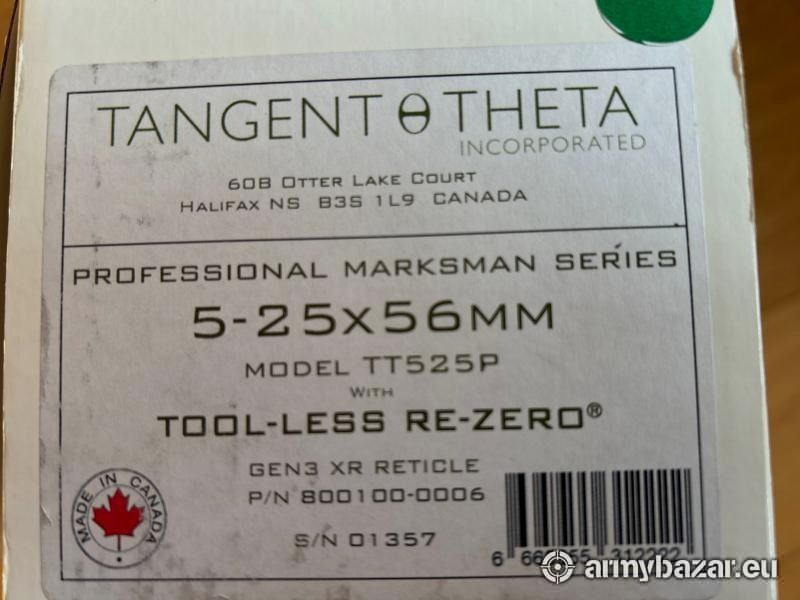 TANGENT θ THETA
INCORPORATED
60B OTTER LAKE COURT
HALIFAX NS B3S 1L9 CANADA
PROFESSIONAL MARKSMAN SERIES
5-25x56MM
MODEL TT525P
WITH
TOOL-LESS RE-ZERO®
GEN3 XR RETICLE
P/N 800100-0006
MADE IN CANADA
S/N 01357
armybazar.eu